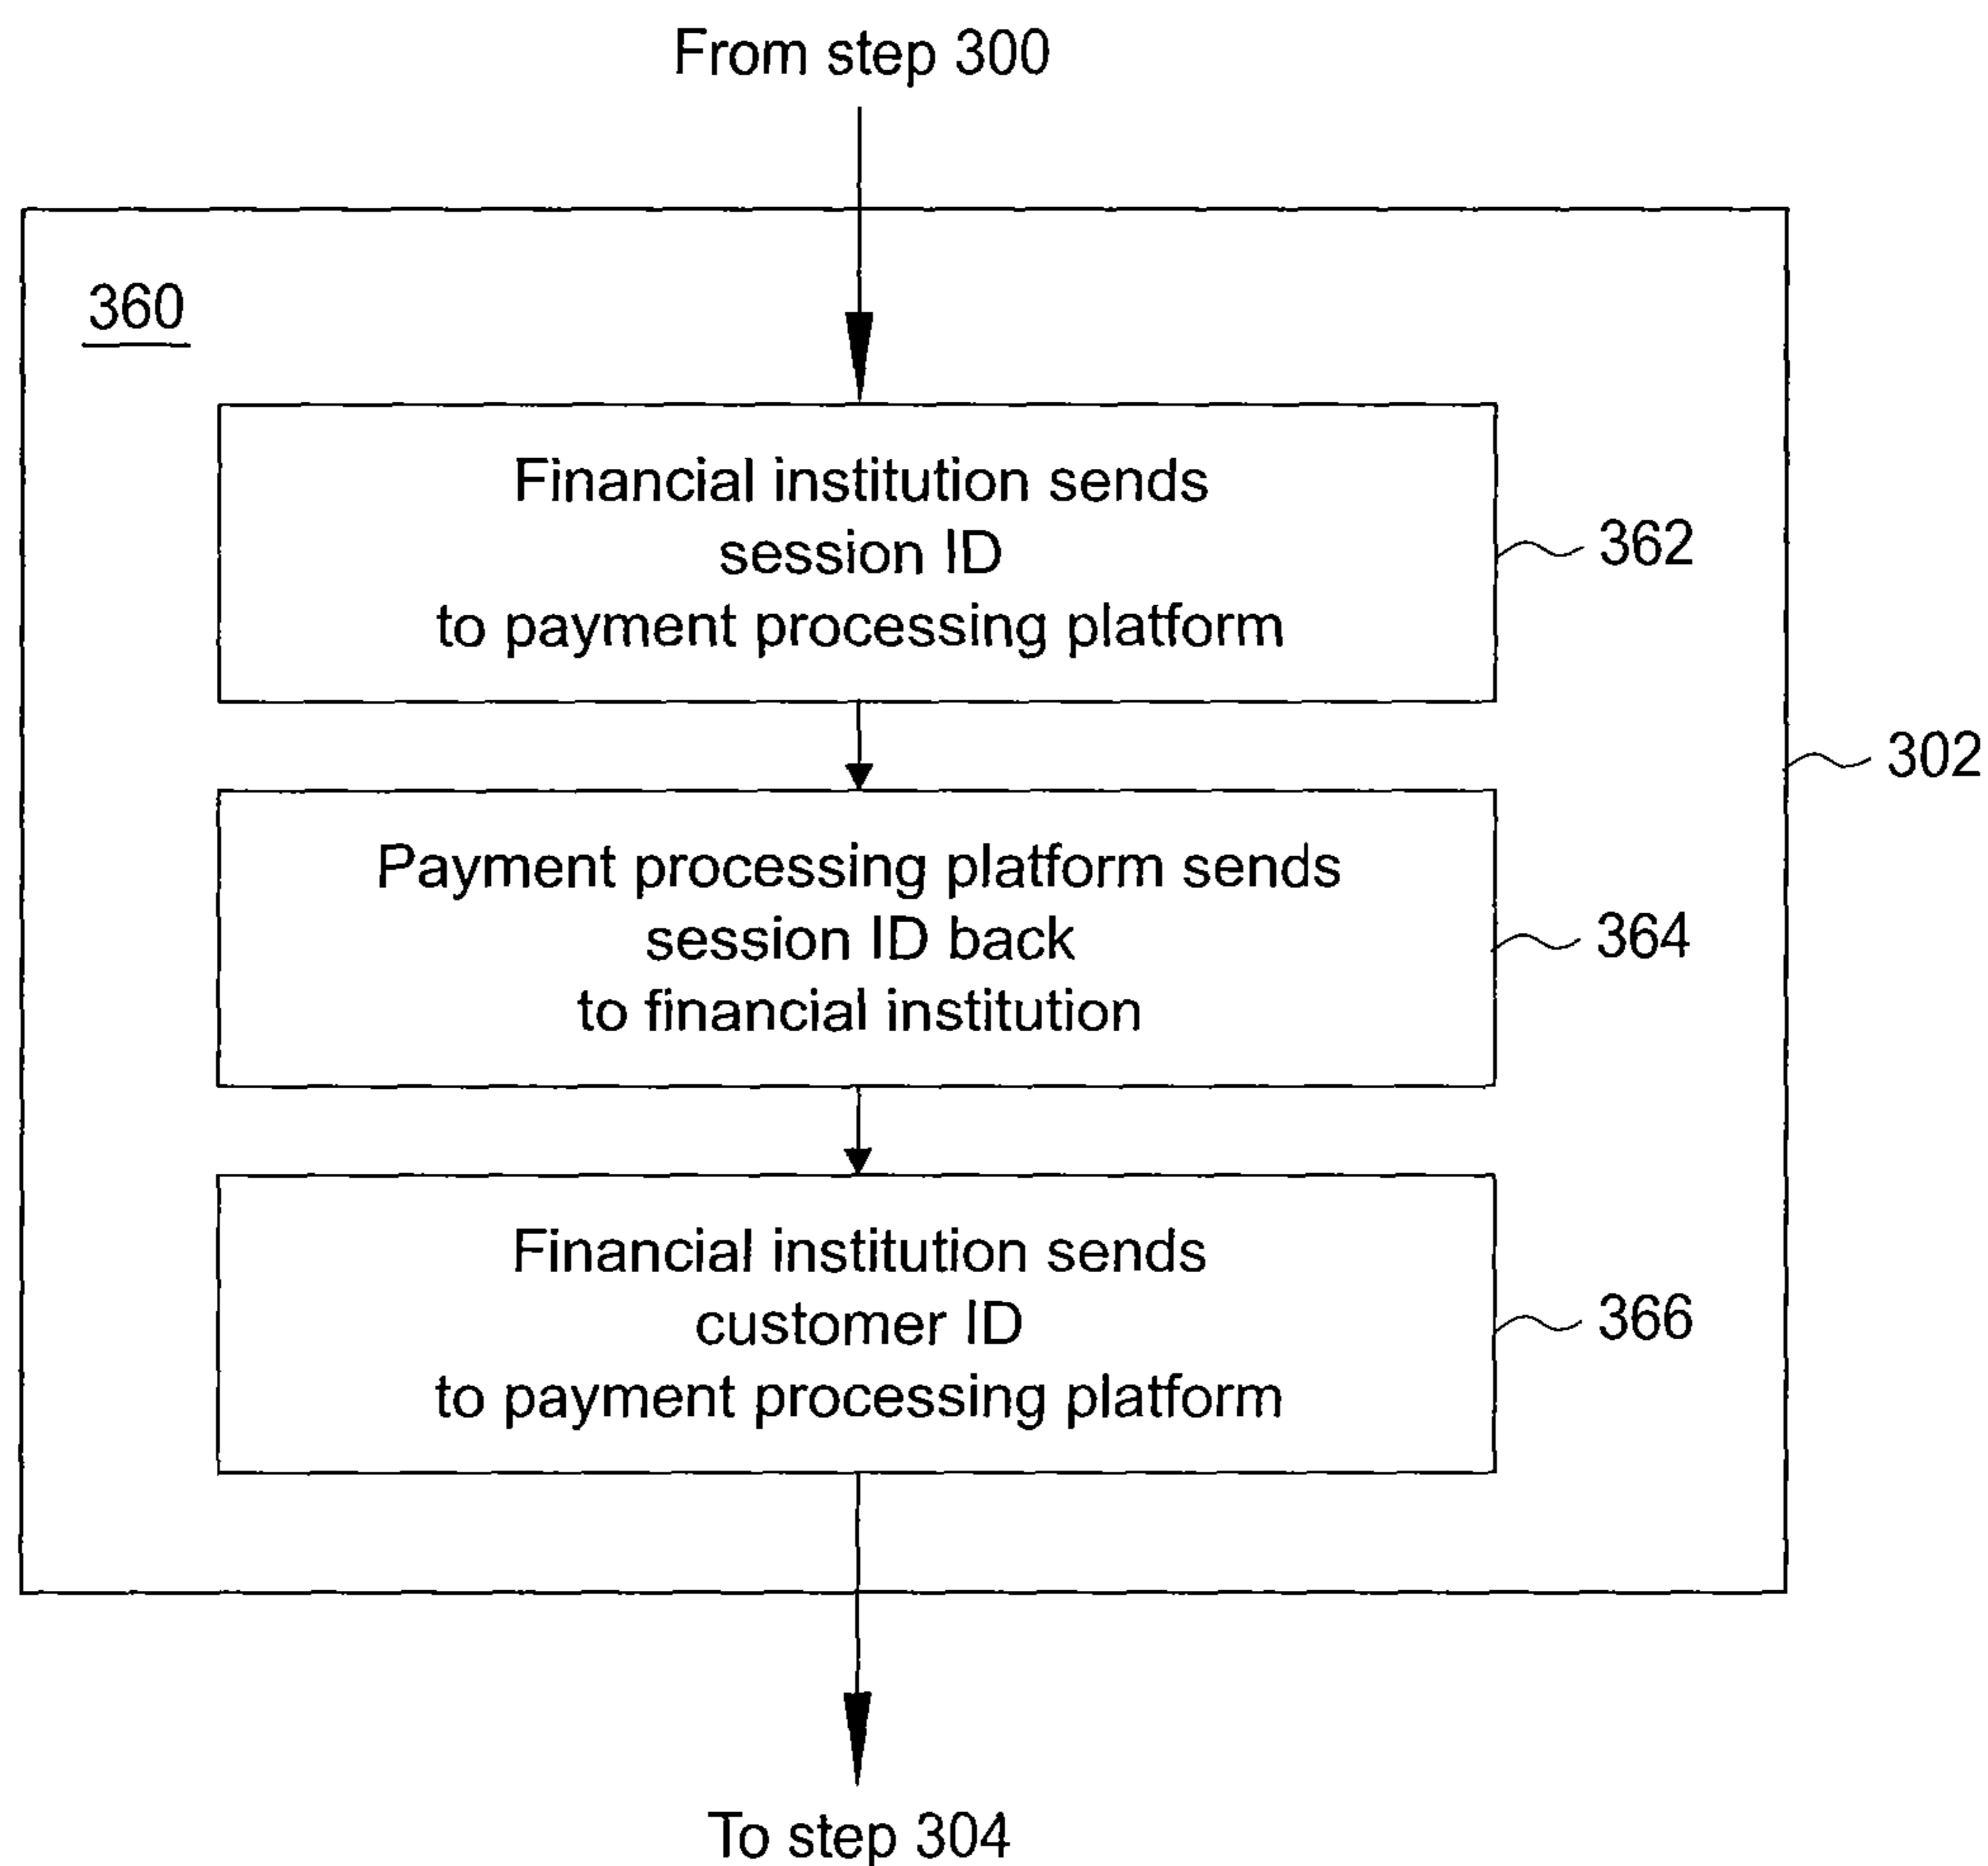 From step 300
360
Financial institution sends
session ID
to payment processing platform
362
302
Payment processing platform sends
session ID back
to financial institution
364
Financial institution sends
customer ID
to payment processing platform
366
To step 304